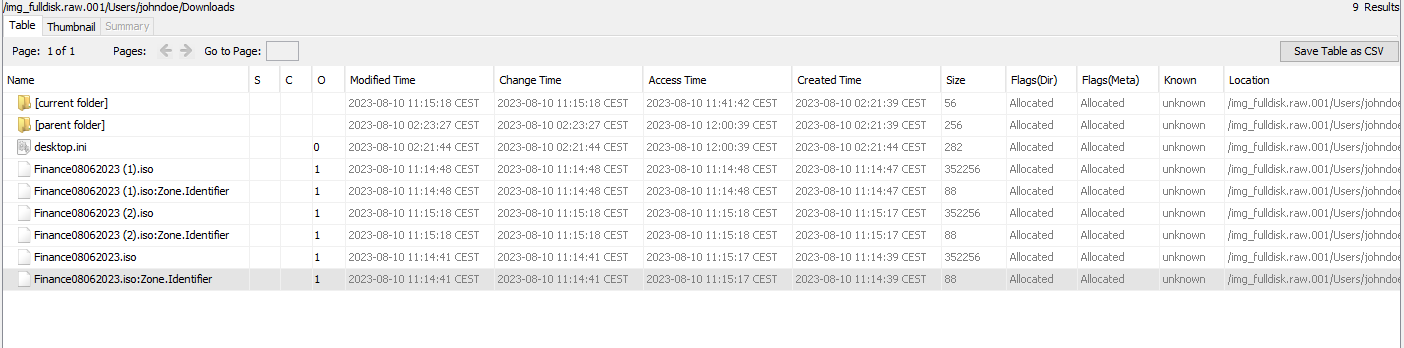 /img_fulldisk.raw.001/Users/johndoe/Downloads 9 Results
Table Thumbnail Summary
Page: 1 of 1 Pages: Go to Page: Save Table as CSV
Name S C O Modified Time Change Time Access Time Created Time Size Flags(Dir) Flags(Meta) Known Location
[current folder] 2023-08-10 11:15:18 CEST 2023-08-10 11:15:18 CEST 2023-08-10 11:41:42 CEST 2023-08-10 02:21:39 CEST 56 Allocated Allocated unknown /img_fulldisk.raw.001/Users/johndoe
[parent folder] 2023-08-10 02:23:27 CEST 2023-08-10 02:23:27 CEST 2023-08-10 12:00:39 CEST 2023-08-10 02:21:39 CEST 256 Allocated Allocated unknown /img_fulldisk.raw.001/Users/johndoe
desktop.ini 0 2023-08-10 02:21:44 CEST 2023-08-10 02:21:44 CEST 2023-08-10 12:00:39 CEST 2023-08-10 02:21:44 CEST 282 Allocated Allocated unknown /img_fulldisk.raw.001/Users/johndoe
Finance08062023 (1).iso 1 2023-08-10 11:14:48 CEST 2023-08-10 11:14:48 CEST 2023-08-10 11:14:48 CEST 2023-08-10 11:14:47 CEST 352256 Allocated Allocated unknown /img_fulldisk.raw.001/Users/johndoe
Finance08062023 (1).iso:Zone.Identifier 1 2023-08-10 11:14:48 CEST 2023-08-10 11:14:48 CEST 2023-08-10 11:14:48 CEST 2023-08-10 11:14:47 CEST 88 Allocated Allocated unknown /img_fulldisk.raw.001/Users/johndoe
Finance08062023 (2).iso 1 2023-08-10 11:15:18 CEST 2023-08-10 11:15:18 CEST 2023-08-10 11:15:18 CEST 2023-08-10 11:15:17 CEST 352256 Allocated Allocated unknown /img_fulldisk.raw.001/Users/johndoe
Finance08062023 (2).iso:Zone.Identifier 1 2023-08-10 11:15:18 CEST 2023-08-10 11:15:18 CEST 2023-08-10 11:15:18 CEST 2023-08-10 11:15:17 CEST 88 Allocated Allocated unknown /img_fulldisk.raw.001/Users/johndoe
Finance08062023.iso 1 2023-08-10 11:14:41 CEST 2023-08-10 11:14:41 CEST 2023-08-10 11:15:17 CEST 2023-08-10 11:14:39 CEST 352256 Allocated Allocated unknown /img_fulldisk.raw.001/Users/johndoe
Finance08062023.iso:Zone.Identifier 1 2023-08-10 11:14:41 CEST 2023-08-10 11:14:41 CEST 2023-08-10 11:15:17 CEST 2023-08-10 11:14:39 CEST 88 Allocated Allocated unknown /img_fulldisk.raw.001/Users/johndoe